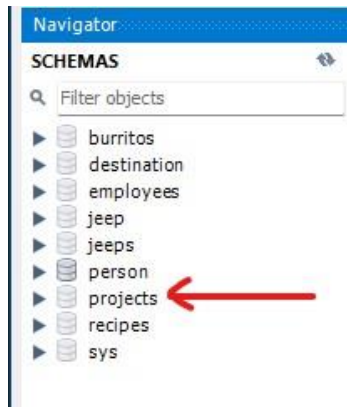 Navigator
SCHEMAS
Filter objects
burritos
destination
employees
jeep
jeeps
person
projects
recipes
sys